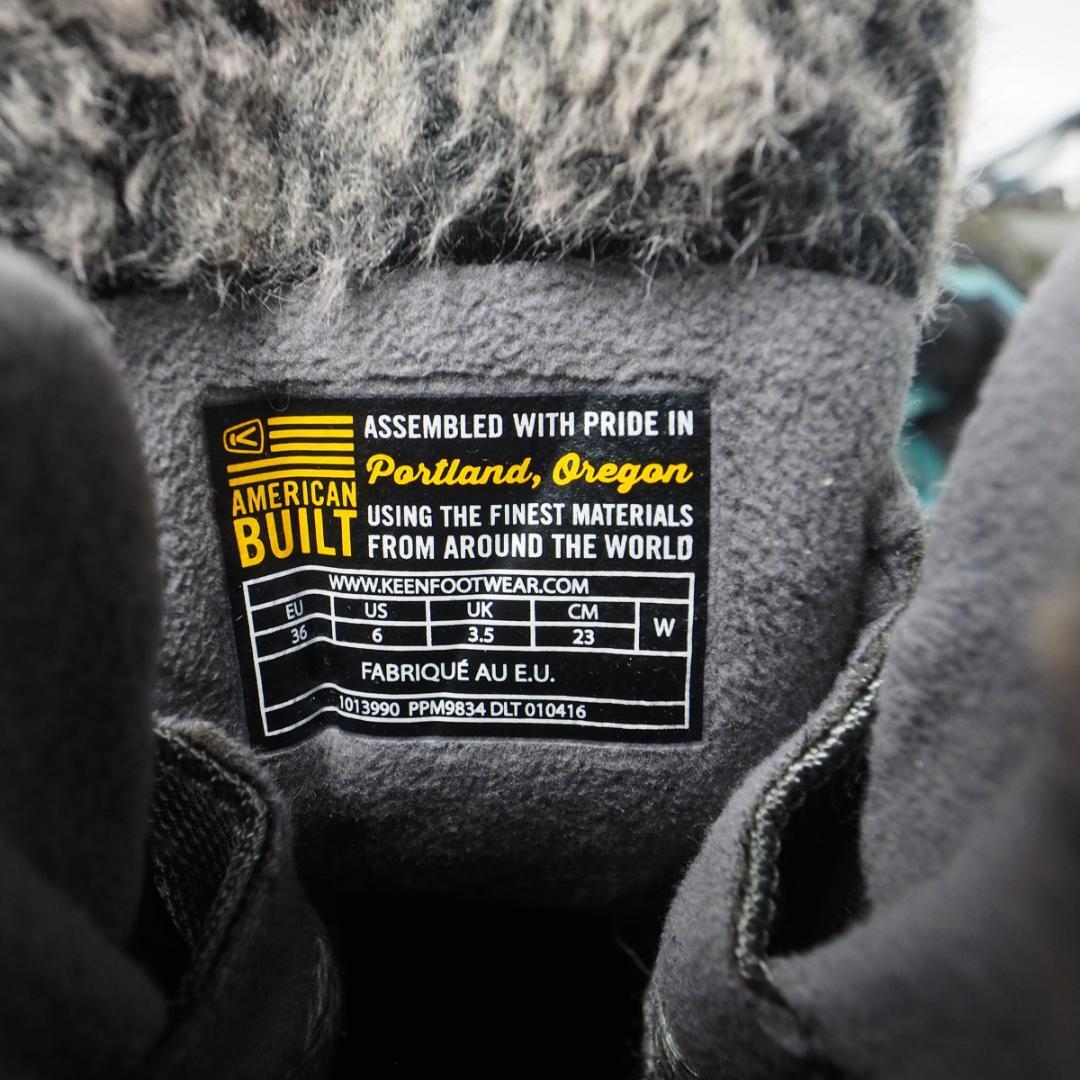 ASSEMBLED WITH PRIDE IN
Portland, Oregon
AMERICAN
BUILT
USING THE FINEST MATERIALS
FROM AROUND THE WORLD
WWW.KEENFOOTWEAR.COM
EU US UK CM W
36 6 3.5 23
FABRIQUÉ AU E.U.
1013990 PPM9834 DLT 010416